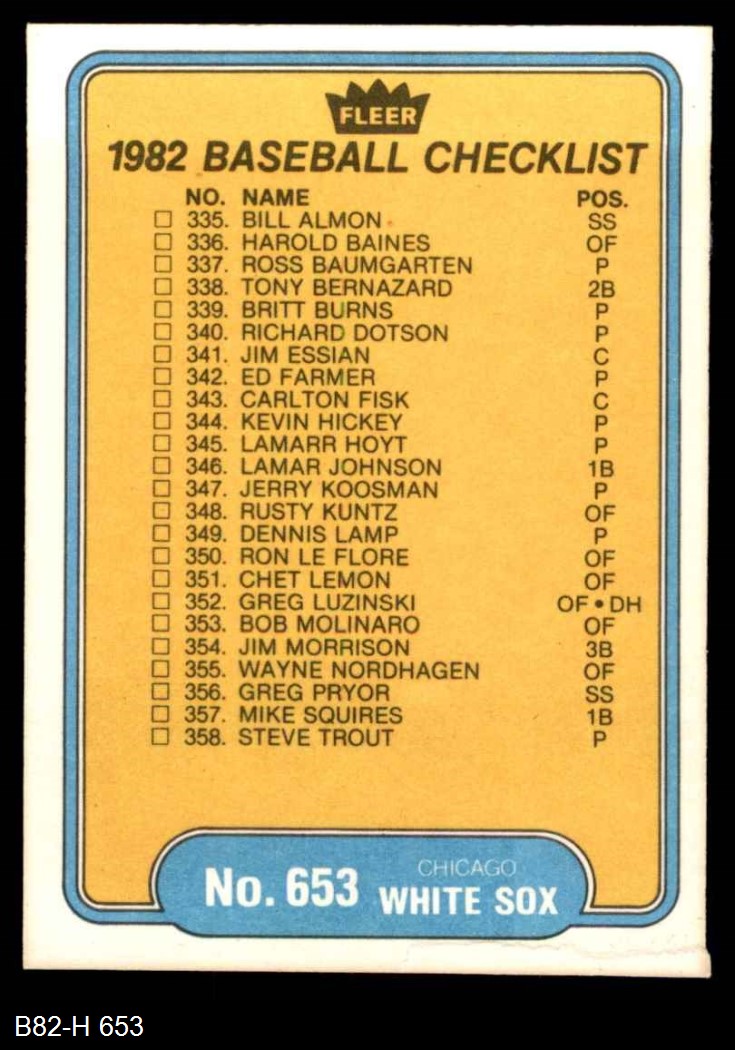 FLEER
1982 BASEBALL CHECKLIST
NO. NAME POS.
335. BILL ALMON SS
336. HAROLD BAINES OF
337. ROSS BAUMGARTEN P
338. TONY BERNAZARD 2B
339. BRITT BURNS P
340. RICHARD DOTSON P
341. JIM ESSIAN C
342. ED FARMER P
343. CARLTON FISK C
344. KEVIN HICKEY P
345. LAMARR HOYT P
346. LAMAR JOHNSON 1B
347. JERRY KOOSMAN P
348. RUSTY KUNTZ OF
349. DENNIS LAMP P
350. RON LE FLORE OF
351. CHET LEMON OF
352. GREG LUZINSKI OF • DH
353. BOB MOLINARO OF
354. JIM MORRISON 3B
355. WAYNE NORDHAGEN OF
356. GREG PRYOR SS
357. MIKE SQUIRES 1B
358. STEVE TROUT P
CHICAGO
No. 653 WHITE SOX
B82-H 653